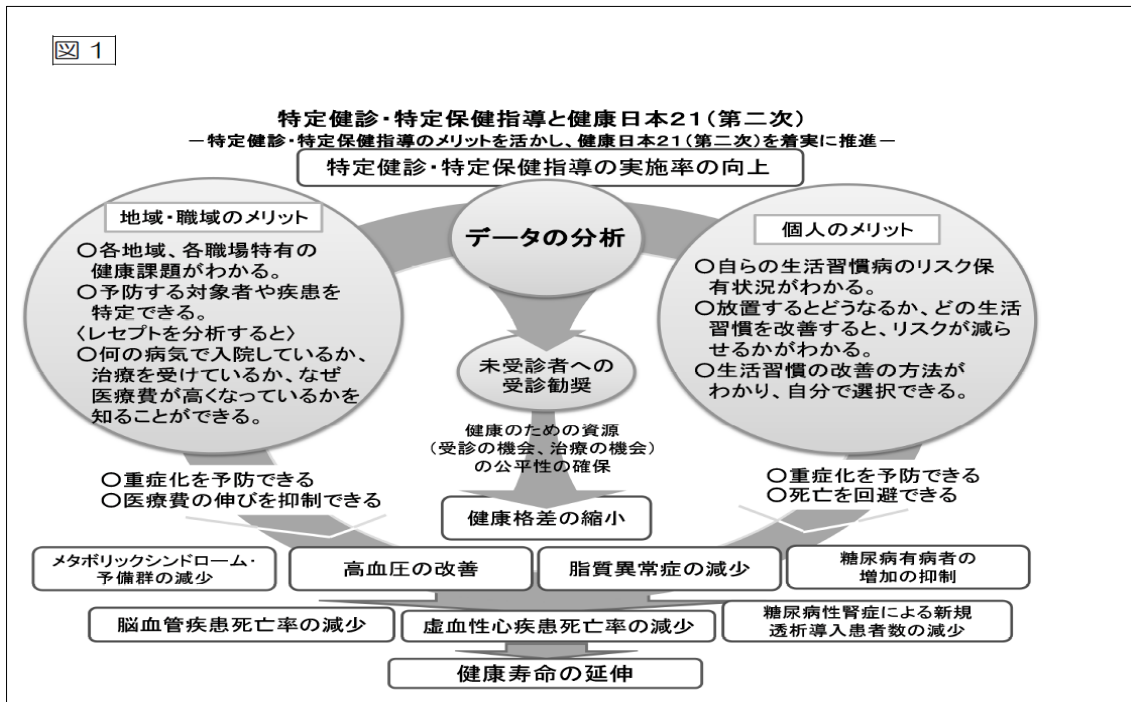 図１
特定健診・特定保健指導と健康日本２１（第二次）
－特定健診・特定保健指導のメリットを活かし、健康日本２１（第二次）を着実に推進－
特定健診・特定保健指導の実施率の向上
地域・職域のメリット
○各地域、各職場特有の
健康課題がわかる。
○予防する対象者や疾患を
特定できる。
〈レセプトを分析すると〉
○何の病気で入院しているか、
治療を受けているか、なぜ
医療費が高くなっているかを
知ることができる。
データの分析
個人のメリット
○自らの生活習慣病のリスク保
有状況がわかる。
○放置するとどうなるか、どの生活
習慣を改善すると、リスクが減ら
せるかがわかる。
○生活習慣の改善の方法が
わかり、自分で選択できる。
未受診者への
受診勧奨
健康のための資源
（受診の機会、治療の機会）
の公平性の確保
○重症化を予防できる
○医療費の伸びを抑制できる
○重症化を予防できる
○死亡を回避できる
健康格差の縮小
メタボリックシンドローム・
予備群の減少
高血圧の改善
脂質異常症の減少
糖尿病有病者の
増加の抑制
脳血管疾患死亡率の減少
虚血性心疾患死亡率の減少
糖尿病性腎症による新規
透析導入患者数の減少
健康寿命の延伸